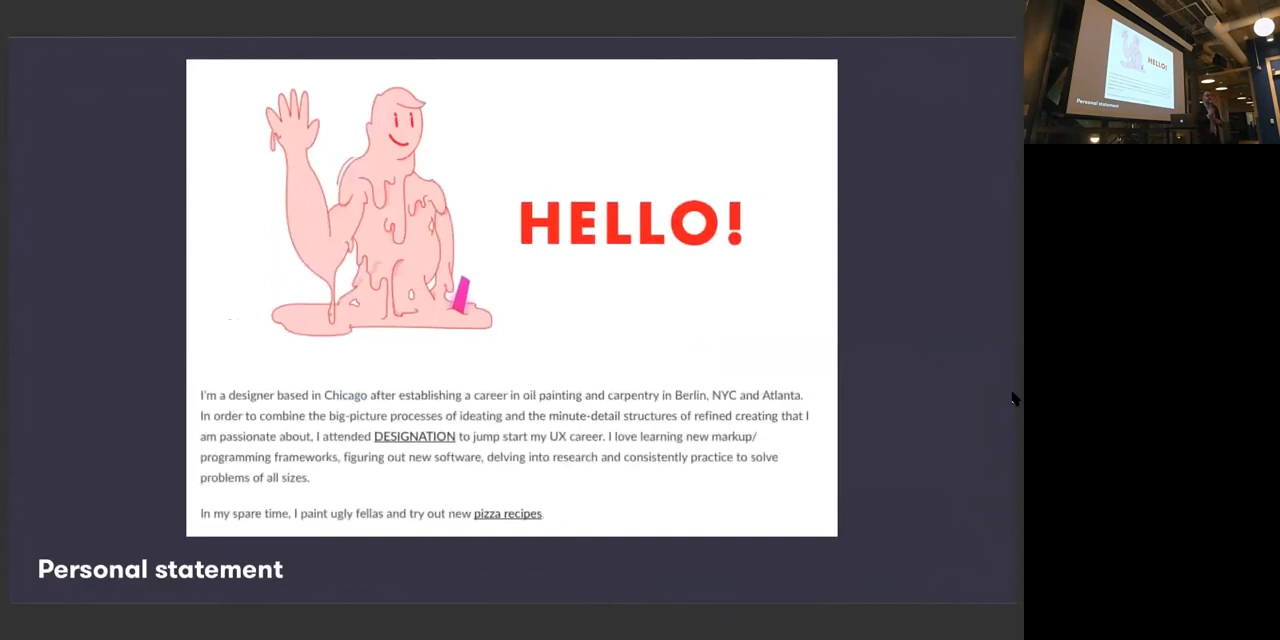 HELLO!
I'm a designer based in Chicago after establishing a career in oil painting and carpentry in Berlin, NYC and Atlanta.
In order to combine the big-picture processes of ideating and the minute-detail structures of refined creating that I
am passionate about, I attended DESIGNATION to jump start my UX career. I love learning new markup/
programming frameworks, figuring out new software, delving into research and consistently practice to solve
problems of all sizes.
In my spare time, I paint ugly fellas and try out new pizza recipes.
Personal statement
HELLO!
Personal statement